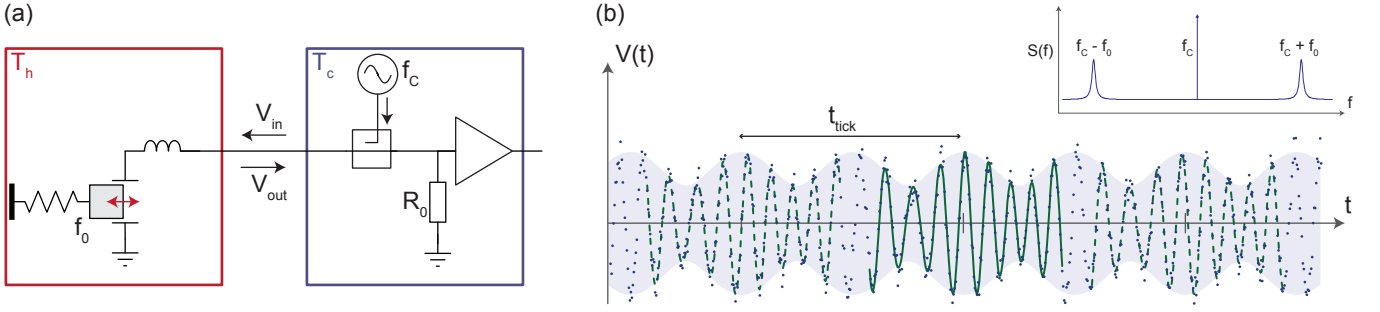 (a)
T_h
T_c
f_C
V_in
V_out
R_0
f_0
(b)
V(t)
t_tick
t
S(f)
f_C - f_0
f_C
f_C + f_0
f